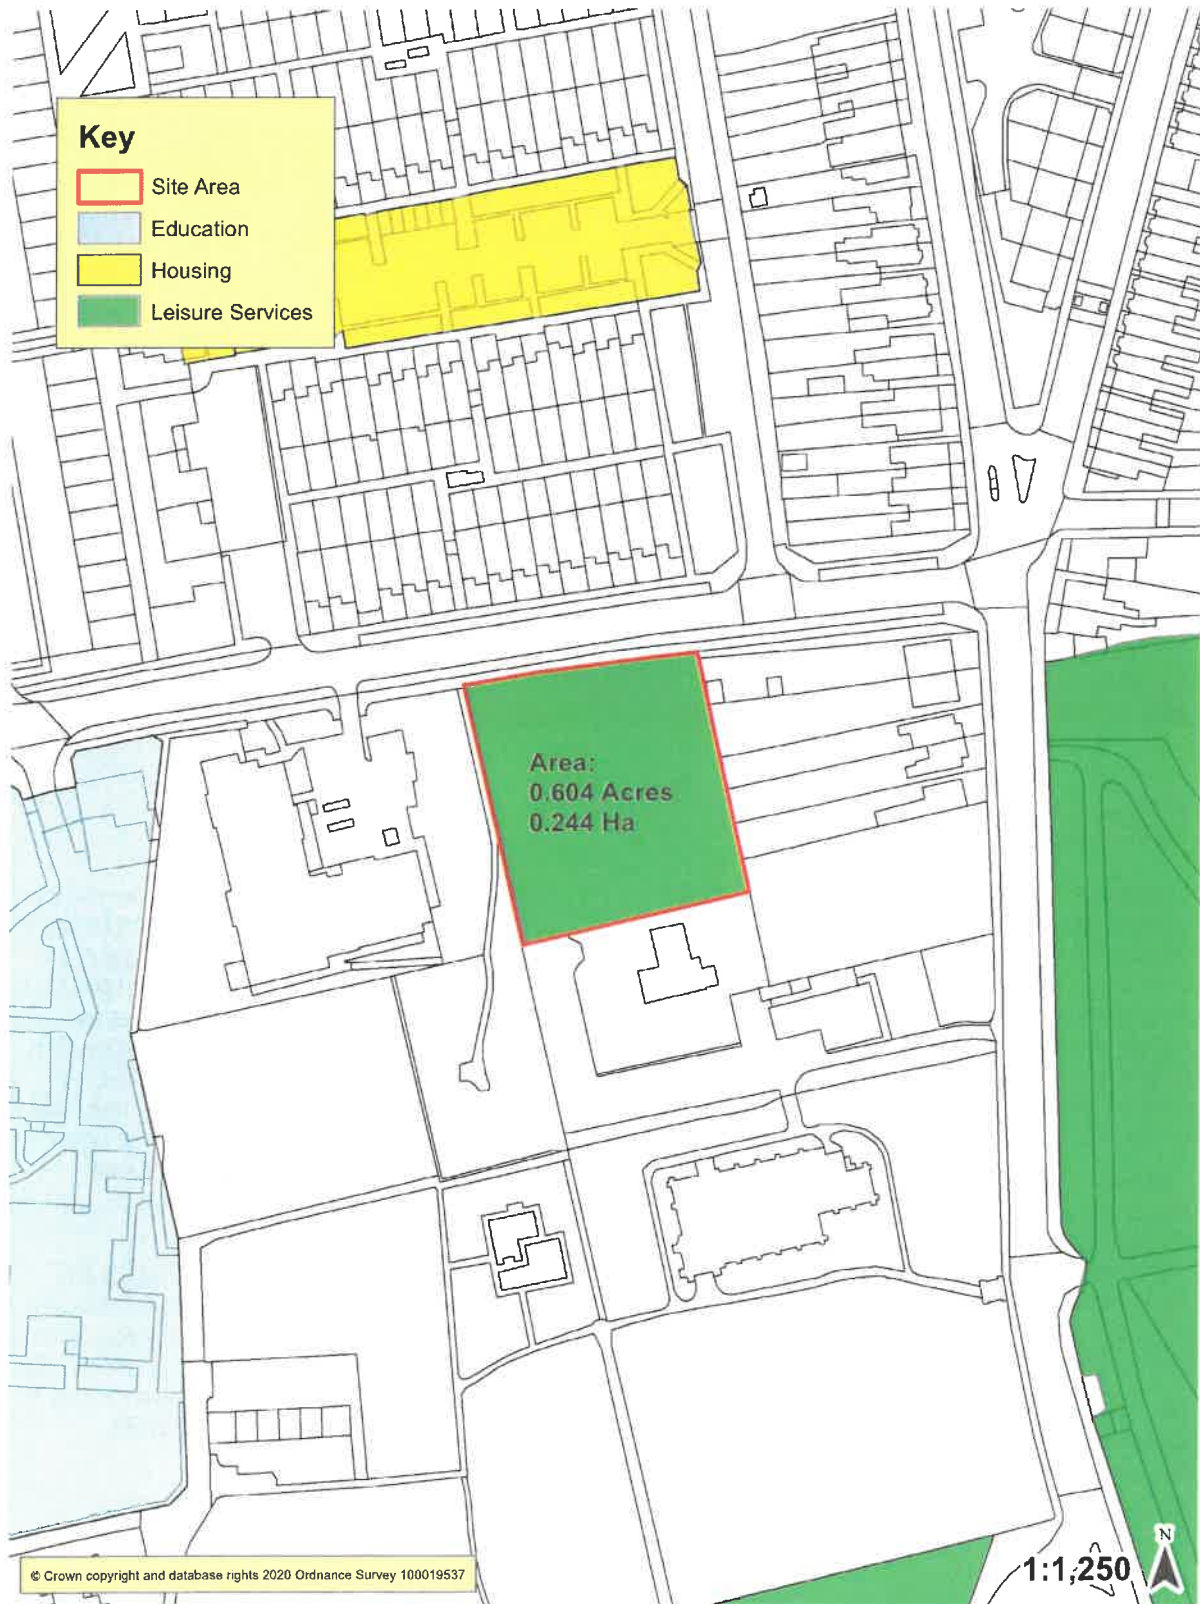 Key
Site Area
Education
Housing
Leisure Services
Area:
0.604 Acres
0.244 Ha
N
1:1,250
© Crown copyright and database rights 2020 Ordnance Survey 100019537